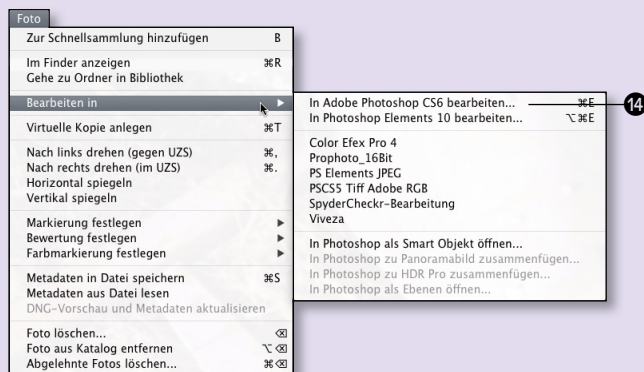 Foto
Zur Schnellsammlung hinzufügen B
Im Finder anzeigen ⌘R
Gehe zu Ordner in Bibliothek
Bearbeiten in ▶
Virtuelle Kopie anlegen ⌘T
Nach links drehen (gegen UZS) ⌘,
Nach rechts drehen (im UZS) ⌘.
Horizontal spiegeln
Vertikal spiegeln
Markierung festlegen ▶
Bewertung festlegen ▶
Farbmarkierung festlegen ▶
Metadaten in Datei speichern ⌘S
Metadaten aus Datei lesen
DNG-Vorschau und Metadaten aktualisieren
Foto löschen... ⌫
Foto aus Katalog entfernen ⌥⌫
Abgelehnte Fotos löschen... ⌘⌫
In Adobe Photoshop CS6 bearbeiten... ⌘E 14
In Photoshop Elements 10 bearbeiten... ⌥⌘E
Color Efex Pro 4
Prophoto_16Bit
PS Elements JPEG
PSCS5 Tiff Adobe RGB
SpyderCheckr-Bearbeitung
Viveza
In Photoshop als Smart Objekt öffnen...
In Photoshop zu Panoramabild zusammenfügen...
In Photoshop zu HDR Pro zusammenfügen...
In Photoshop als Ebenen öffnen...